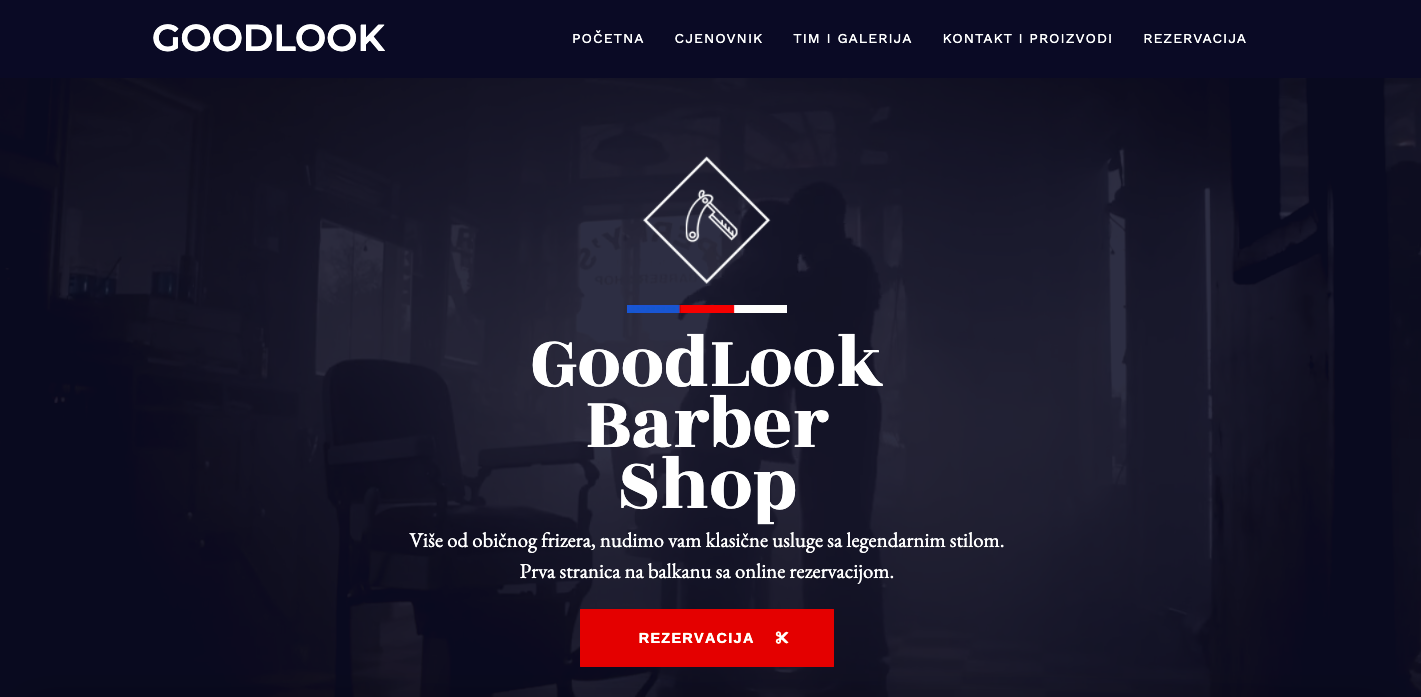 GOODLOOK
POČETNA CJENOVNIK TIM I GALERIJA KONTAKT I PROIZVODI REZERVACIJA
GoodLook
Barber
Shop
Više od običnog frizera, nudimo vam klasične usluge sa legendarnim stilom.
Prva stranica na balkanu sa online rezervacijom.
REZERVACIJA